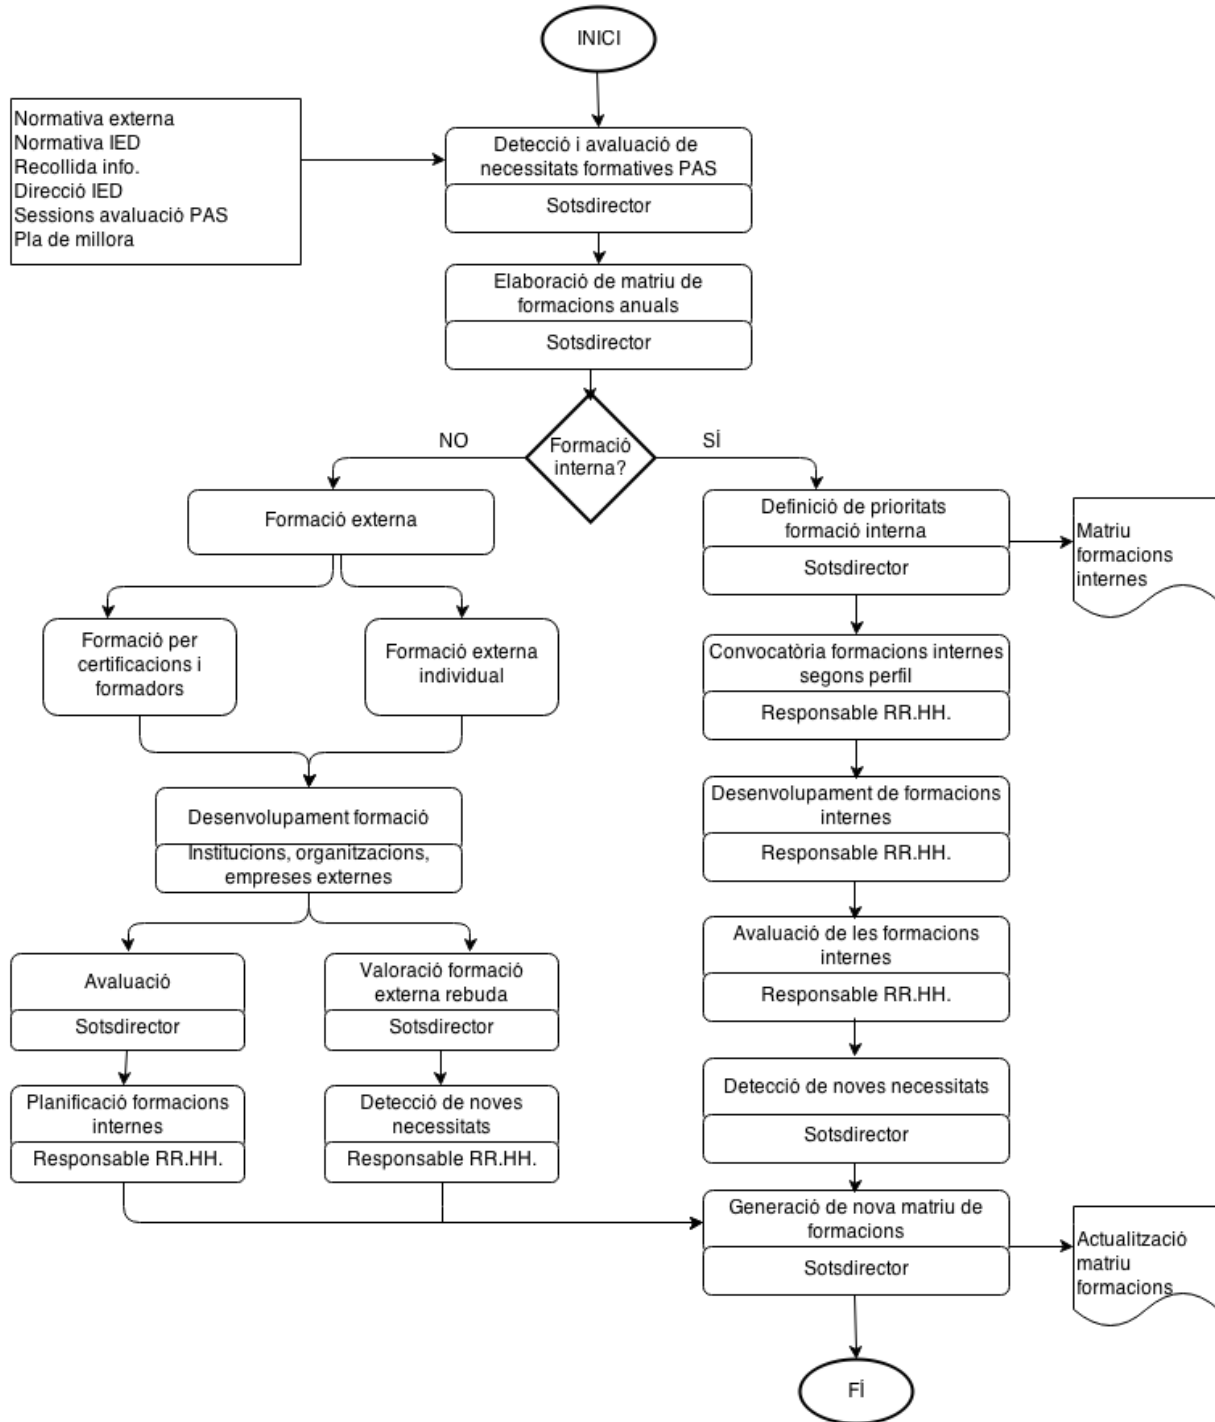 INICI
Normativa externa
Normativa IED
Recollida info.
Direcció IED
Sessions avaluació PAS
Pla de millora
Detecció i avaluació de
necessitats formatives PAS
Sotsdirector
Elaboració de matriu de
formacions anuals
Sotsdirector
Formació
interna?
NO
SÍ
Formació externa
Formació per
certificacions i
formadors
Formació externa
individual
Desenvolupament formació
Institucions, organitzacions,
empreses externes
Avaluació
Sotsdirector
Valoració formació
externa rebuda
Sotsdirector
Planificació formacions
internes
Responsable RR.HH.
Detecció de noves
necessitats
Responsable RR.HH.
Definició de prioritats
formació interna
Sotsdirector
Matriu
formacions
internes
Convocatòria formacions internes
segons perfil
Responsable RR.HH.
Desenvolupament de formacions
internes
Responsable RR.HH.
Avaluació de les formacions
internes
Responsable RR.HH.
Detecció de noves necessitats
Sotsdirector
Generació de nova matriu de
formacions
Sotsdirector
Actualització
matriu
formacions
FÍ